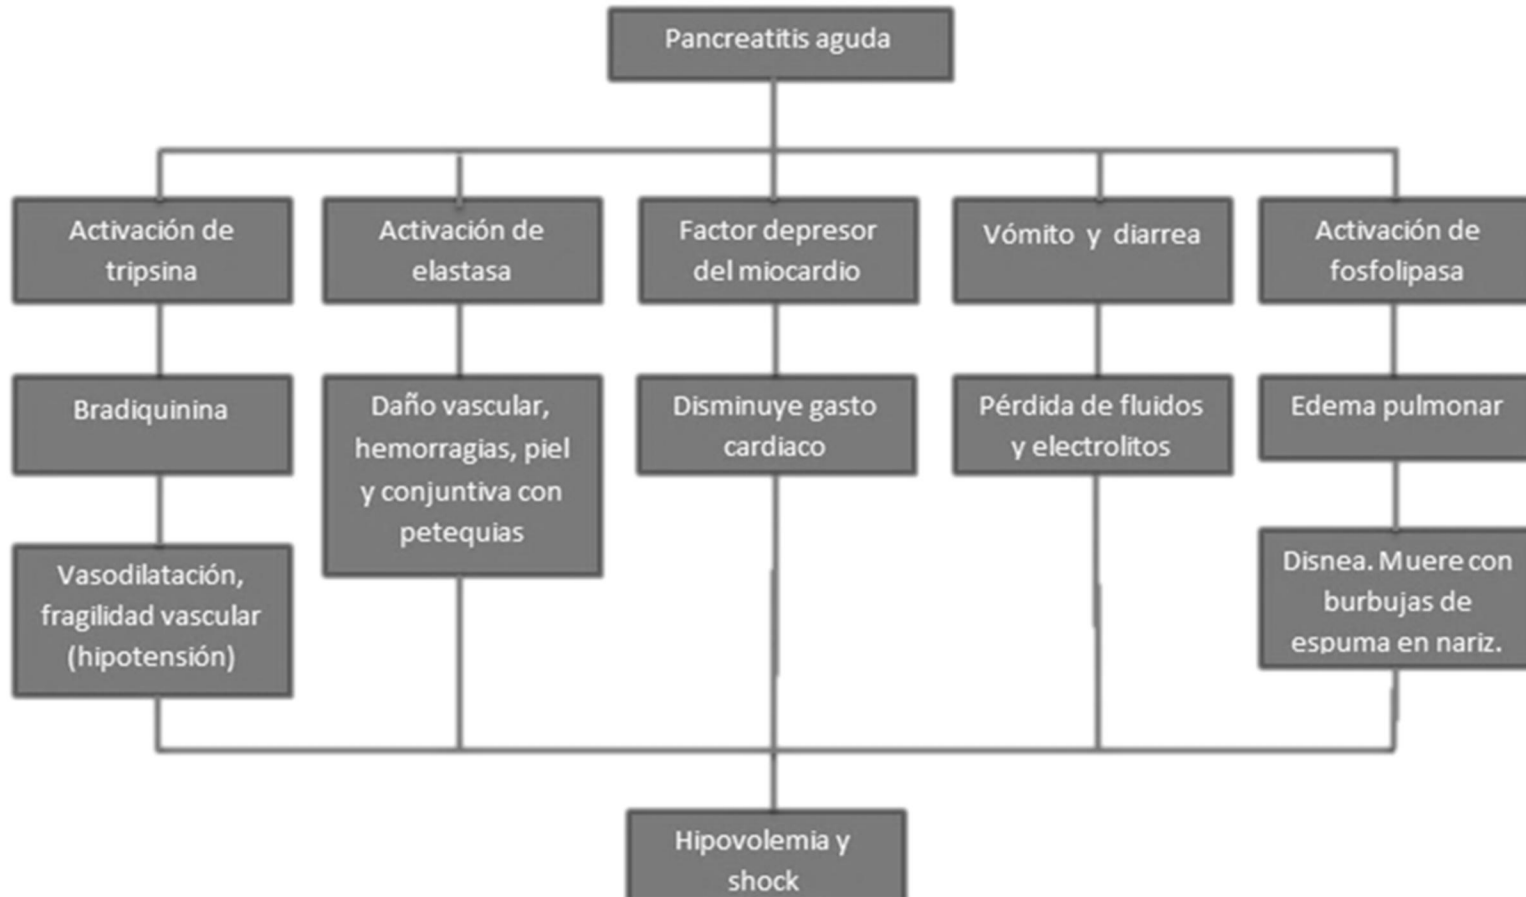 Pancreatitis aguda
Activación de
tripsina
Activación de
elastasa
Factor depresor
del miocardio
Vómito y diarrea
Activación de
fosfolipasa
Bradiquinina
Daño vascular,
hemorragias, piel
y conjuntiva con
petequias
Disminuye gasto
cardiaco
Pérdida de fluidos
y electrolitos
Edema pulmonar
Vasodilatación,
fragilidad vascular
(hipotensión)
Disnea. Muere con
burbujas de
espuma en nariz.
Hipovolemia y
shock